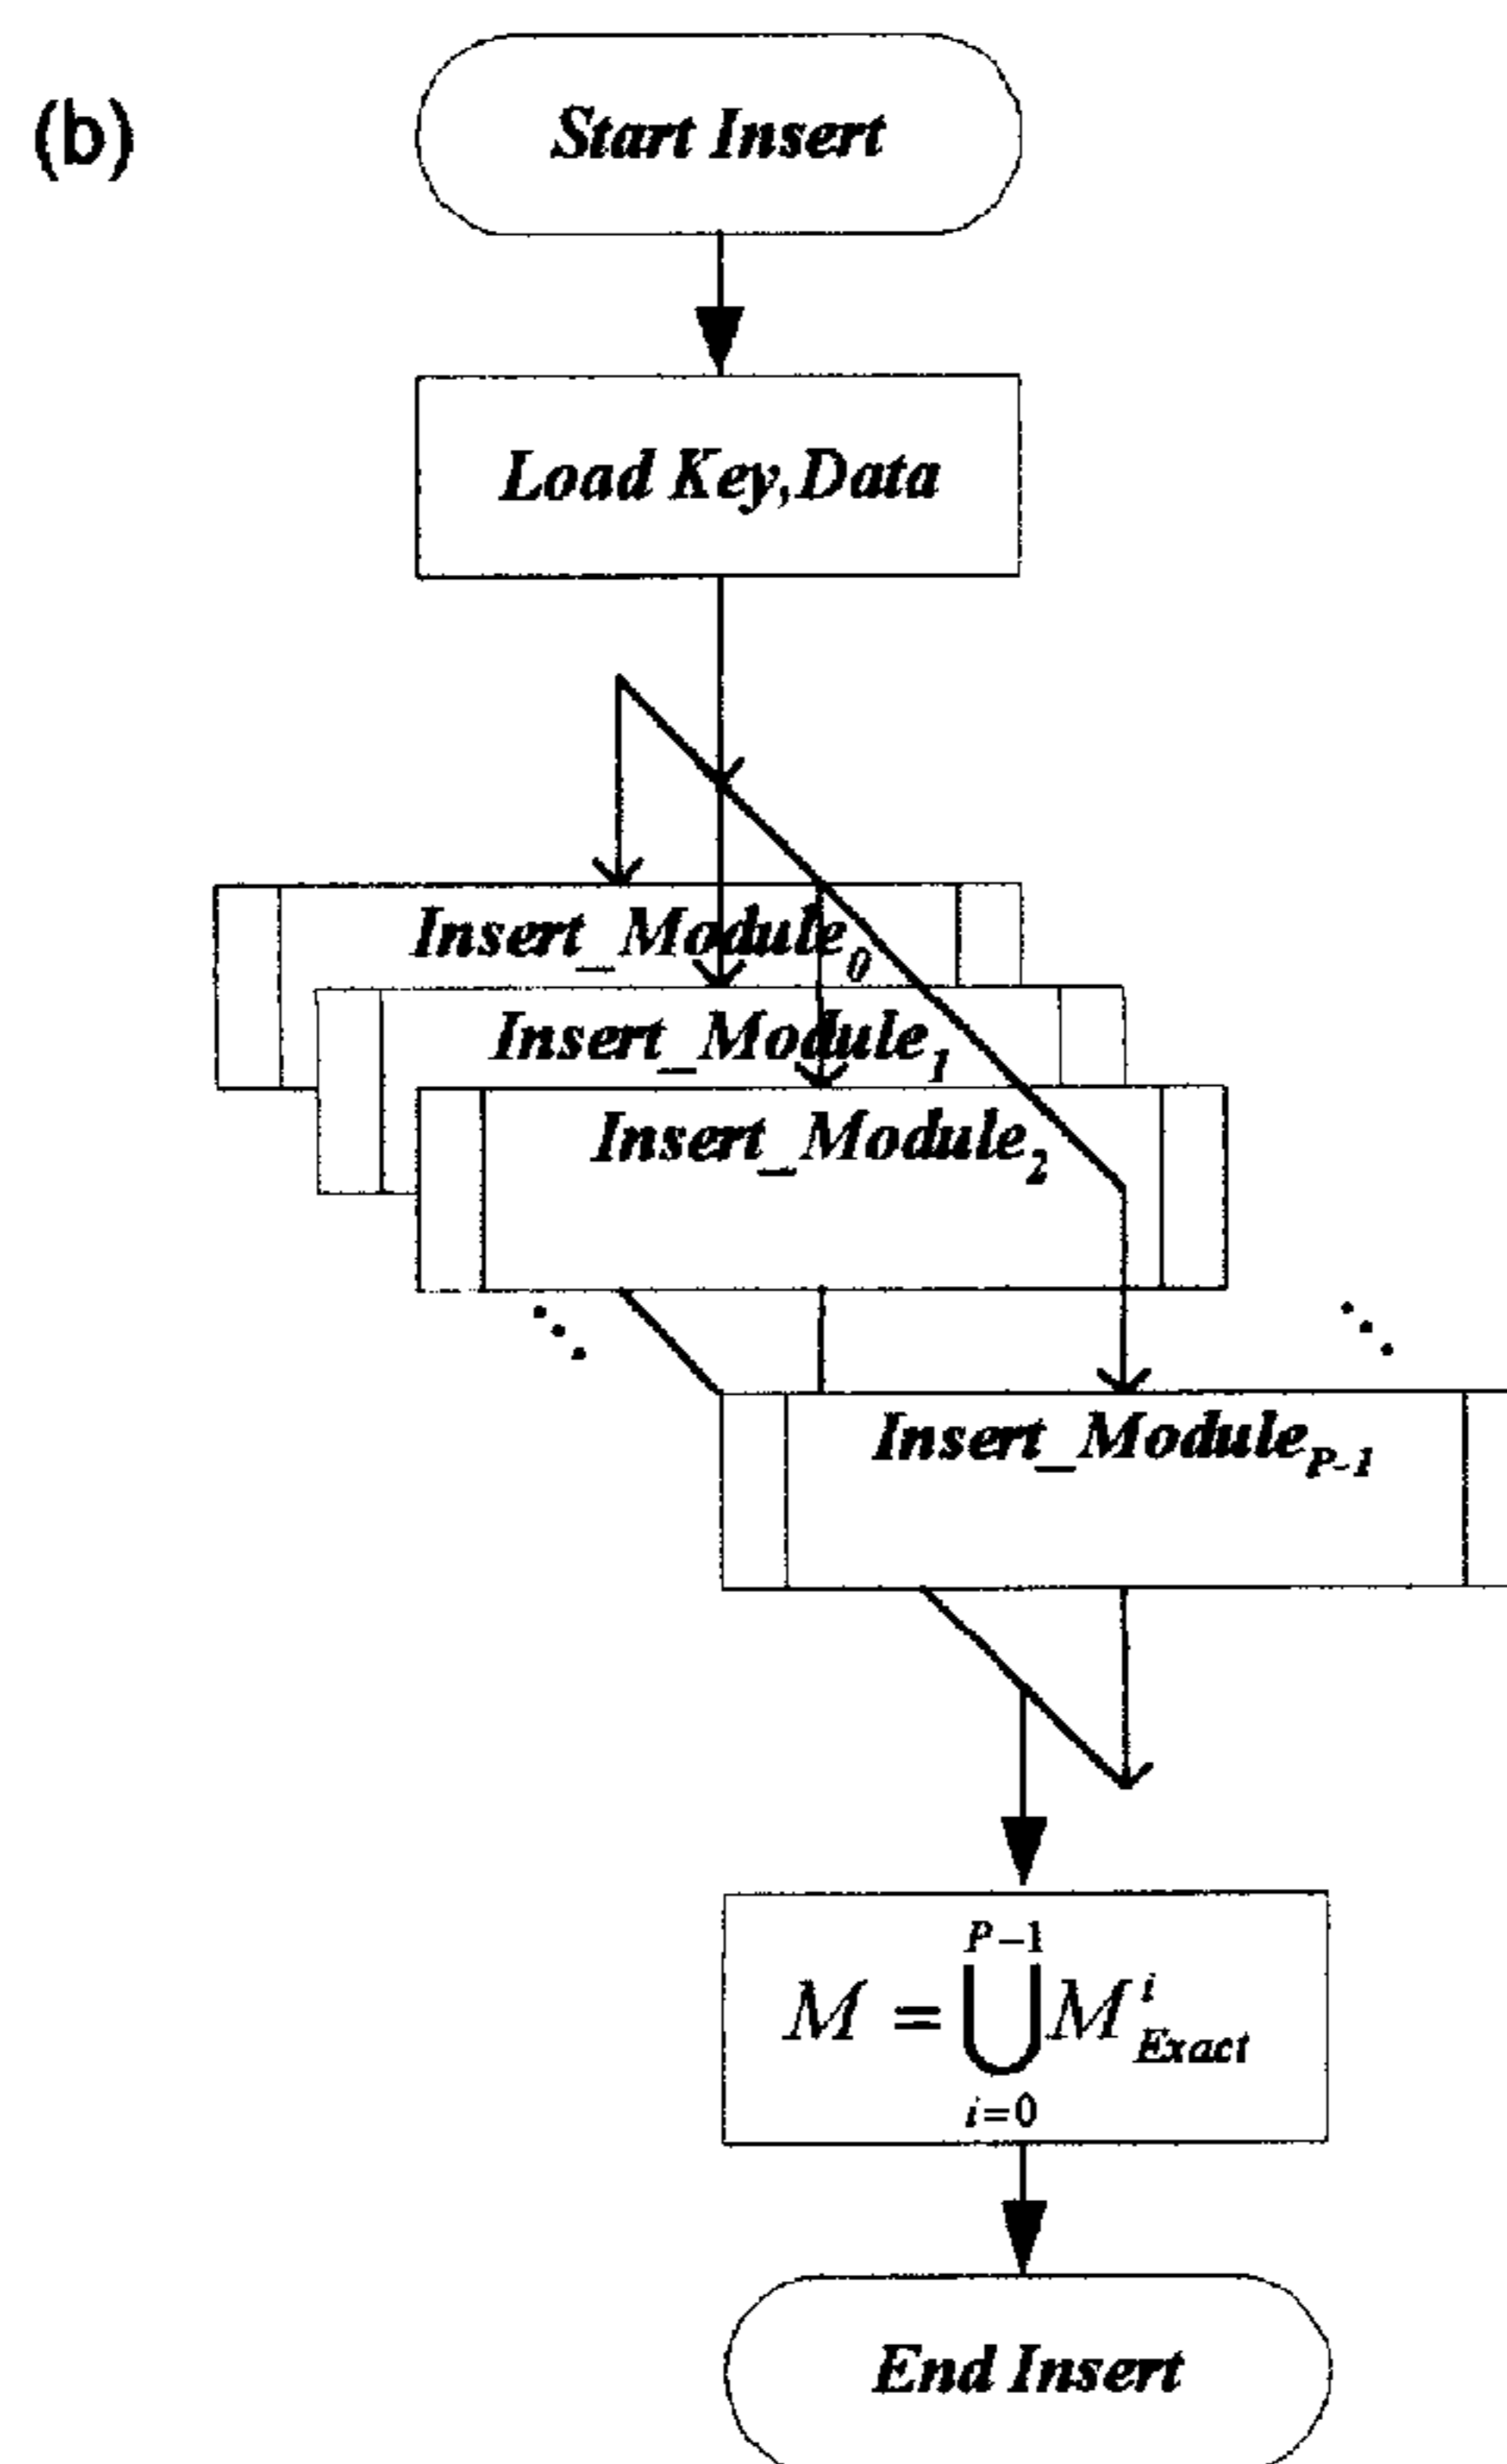 (b)
Start Insert
Load Key,Data
Insert_Module0
Insert_Module1
Insert_Module2
Insert_ModuleP-1
P-1
M = ⋃ M^i_Exact
i=0
End Insert